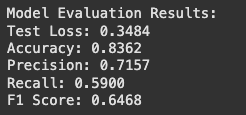 Model Evaluation Results:
Test Loss: 0.3484
Accuracy: 0.8362
Precision: 0.7157
Recall: 0.5900
F1 Score: 0.6468